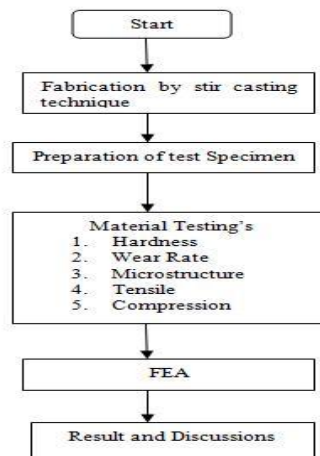 Start
Fabrication by stir casting
technique
Preparation of test Specimen
Material Testing's
1. Hardness
2. Wear Rate
3. Microstructure
4. Tensile
5. Compression
FEA
Result and Discussions